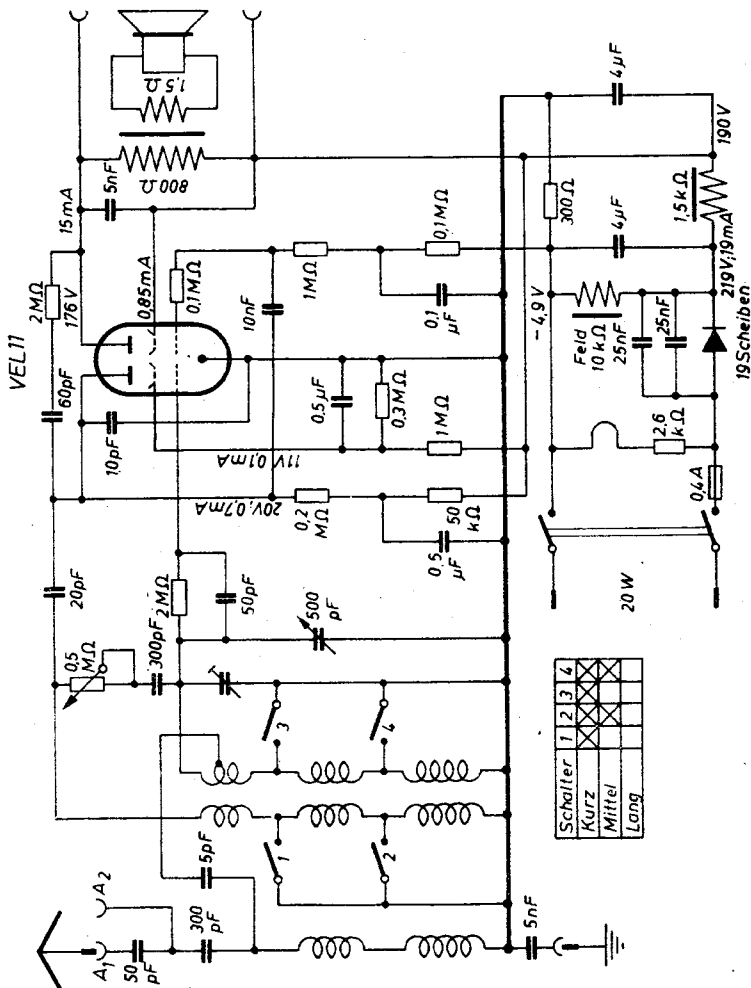 VEL11
A1
A2
50 pF
300 pF
5pF
5nF
1
2
3
4
0,5 MΩ
300pF
20pF
2MΩ
50pF
500 pF
60pF
10pF
2MΩ
176V
15mA
5nF
800Ω
1,5Ω
0,85mA
0,1MΩ
11V, 0,1mA
20V; 0,7mA
10nF
0,5µF
0,3MΩ
1MΩ
0,2 MΩ
50 kΩ
0,5 µF
1MΩ
0,1MΩ
0,1 µF
300Ω
4µF
4µF
-4,9V
Feld
10kΩ
25nF
25nF
190V
1,5kΩ
219V;19mA
19Scheiben
2,6 kΩ
0,4A
20W
Schalter 1 2 3 4
Kurz
Mittel
Lang